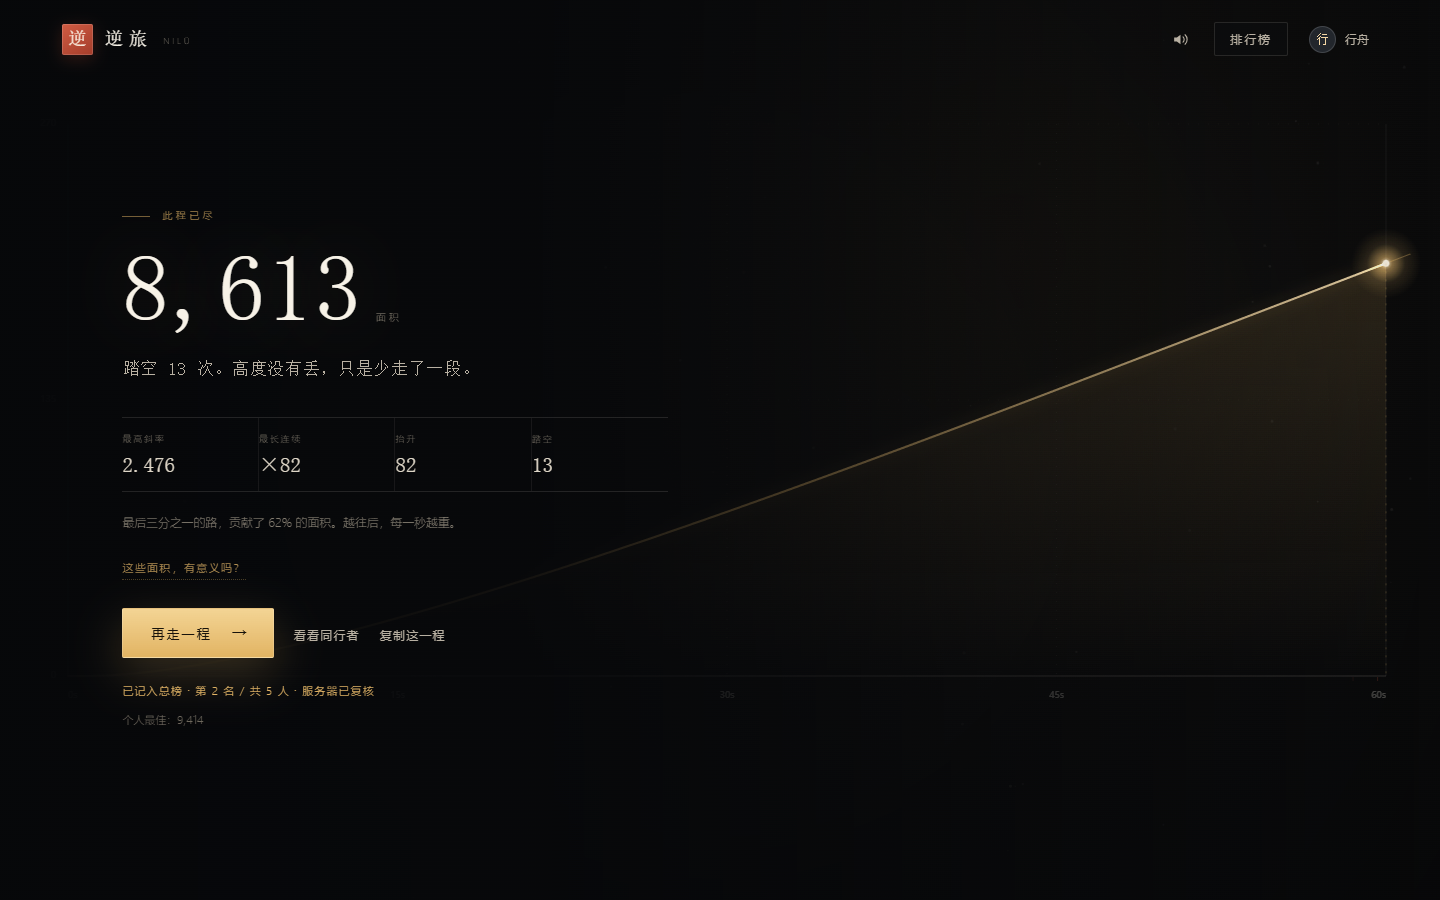 逆 逆旅 NILÜ
排行榜
行 行舟
此程已尽
8,613 面积
踏空 13 次。高度没有丢，只是少走了一段。
最高斜率 最长连续 抬升 踏空
2.476 ×82 82 13
最后三分之一的路，贡献了 62% 的面积。越往后，每一秒越重。
这些面积，有意义吗？
再走一程 → 看看同行者 复制这一程
已记入总榜 · 第 2 名 / 共 5 人 · 服务器已复核
30s 45s 60s
个人最佳：9,414